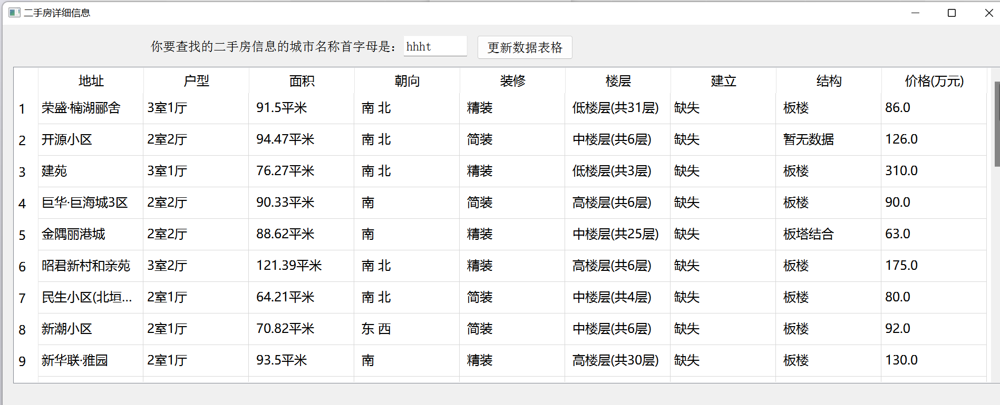 二手房详细信息
你要查找的二手房信息的城市名称首字母是: hhht 更新数据表格
地址 户型 面积 朝向 装修 楼层 建立 结构 价格(万元)
1 荣盛·楠湖郦舍 3室1厅 91.5平米 南 北 精装 低楼层(共31层) 缺失 板楼 86.0
2 开源小区 2室2厅 94.47平米 南 北 简装 中楼层(共6层) 缺失 暂无数据 126.0
3 建苑 3室1厅 76.27平米 南 北 精装 低楼层(共3层) 缺失 板楼 310.0
4 巨华·巨海城3区 2室2厅 90.33平米 南 简装 高楼层(共6层) 缺失 板楼 90.0
5 金隅丽港城 2室2厅 88.62平米 南 精装 中楼层(共25层) 缺失 板塔结合 63.0
6 昭君新村和亲苑 3室2厅 121.39平米 南 北 精装 高楼层(共6层) 缺失 板楼 175.0
7 民生小区(北垣... 2室1厅 64.21平米 南 北 简装 中楼层(共4层) 缺失 板楼 80.0
8 新潮小区 2室1厅 70.82平米 东 西 简装 中楼层(共6层) 缺失 板楼 92.0
9 新华联·雅园 2室1厅 93.5平米 南 精装 高楼层(共30层) 缺失 板楼 130.0